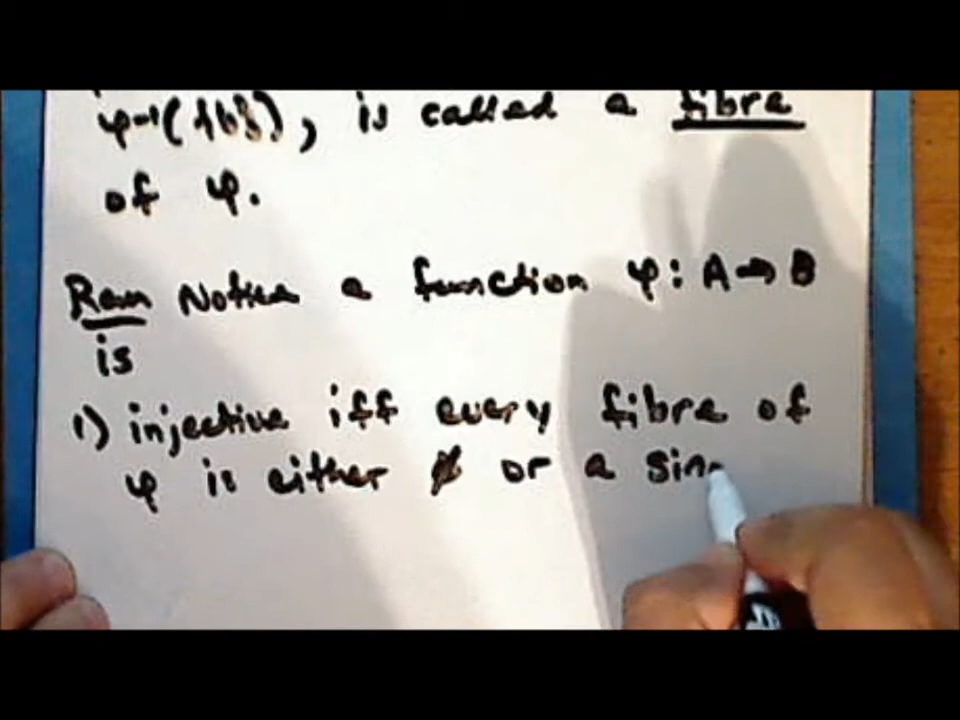 φ⁻¹({b}), is called a fibre
of φ.
Rem Notice a function φ: A → B
is
1) injective iff every fibre of
φ is either ∅ or a sin